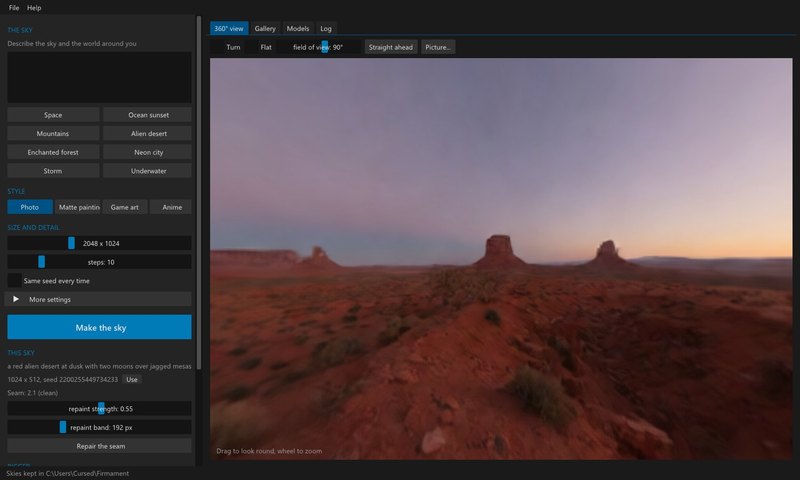 File Help
THE SKY
Describe the sky and the world around you
Space Ocean sunset
Mountains Alien desert
Enchanted forest Neon city
Storm Underwater
STYLE
Photo Matte paintin Game art Anime
SIZE AND DETAIL
2048 x 1024
steps: 10
Same seed every time
More settings
Make the sky
THIS SKY
a red alien desert at dusk with two moons over jagged mesas
1024 x 512, seed 2200255449734233 Use
Seam: 2.1 (clean)
repaint strength: 0.55
repaint band: 192 px
Repair the seam
Skies kept in C:\Users\Cursed\Firmament
360° view Gallery Models Log
Turn Flat field of view: 90° Straight ahead Picture...
Drag to look round, wheel to zoom